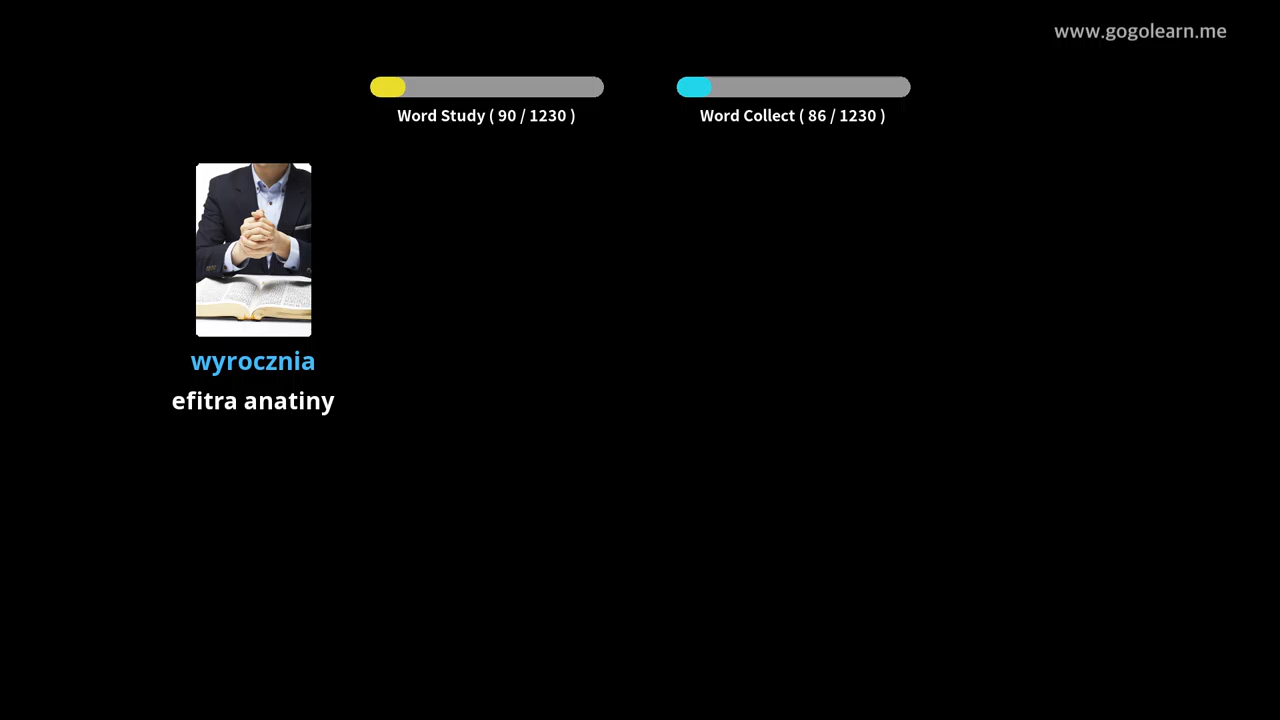 www.gogolearn.me
Word Study ( 90 / 1230 )
Word Collect ( 86 / 1230 )
wyrocznia
efitra anatiny